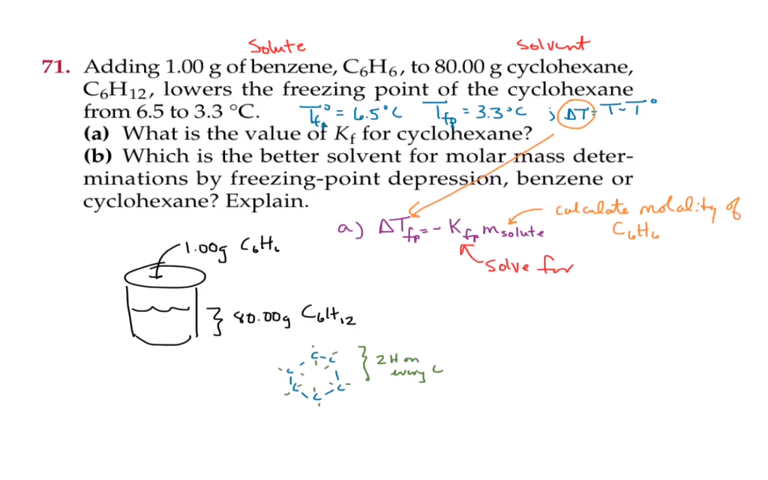 Solute Solvent
71. Adding 1.00 g of benzene, C₆H₆, to 80.00 g cyclohexane,
C₆H₁₂, lowers the freezing point of the cyclohexane
from 6.5 to 3.3 °C. T°fp = 6.5°C Tfp = 3.3°C ; ΔT = T - T°
(a) What is the value of Kf for cyclohexane?
(b) Which is the better solvent for molar mass deter-
minations by freezing-point depression, benzene or
cyclohexane? Explain.
a) ΔTfp = - Kfp msolute
calculate molality of
C₆H₆
solve for
1.00g C₆H₆
80.00g C₆H₁₂
C-C
C C
C C
C
2H on
every C